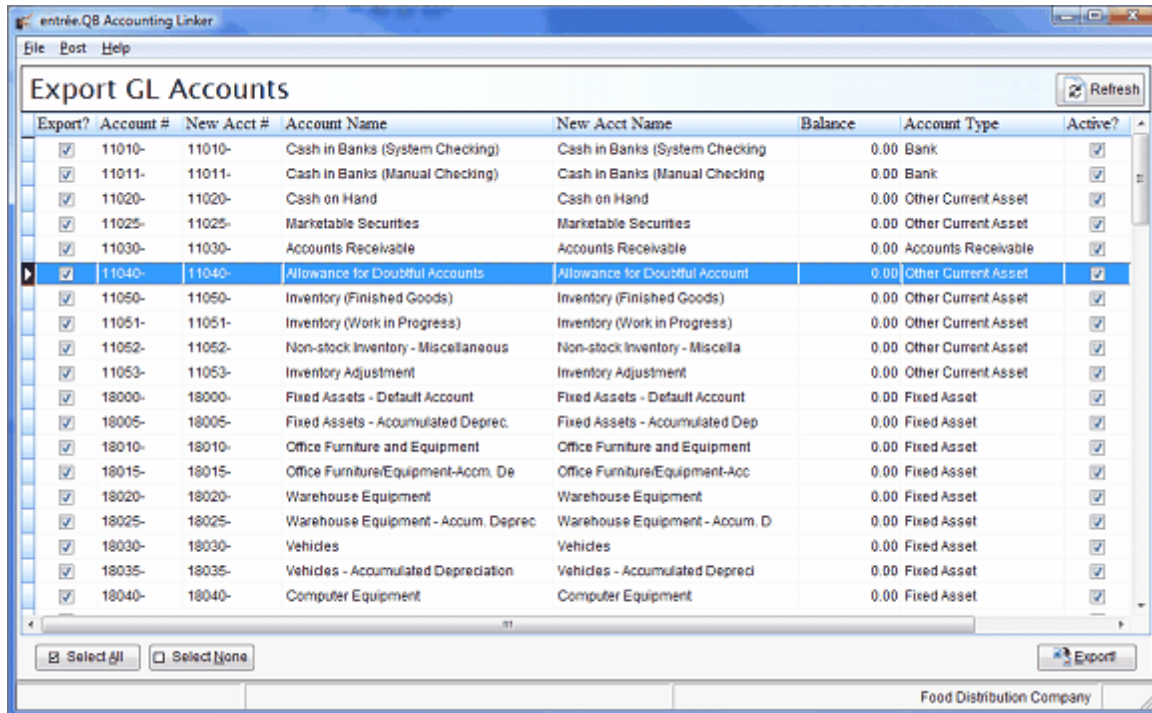 entrée.QB Accounting Linker
File Post Help
Export GL Accounts
Refresh
Export? Account # New Acct # Account Name New Acct Name Balance Account Type Active?
11010- 11010- Cash in Banks (System Checking) Cash in Banks (System Checking 0.00 Bank
11011- 11011- Cash in Banks (Manual Checking) Cash in Banks (Manual Checking 0.00 Bank
11020- 11020- Cash on Hand Cash on Hand 0.00 Other Current Asset
11025- 11025- Marketable Securities Marketable Securities 0.00 Other Current Asset
11030- 11030- Accounts Receivable Accounts Receivable 0.00 Accounts Receivable
11040- 11040- Allowance for Doubtful Accounts Allowance for Doubtful Account 0.00 Other Current Asset
11050- 11050- Inventory (Finished Goods) Inventory (Finished Goods) 0.00 Other Current Asset
11051- 11051- Inventory (Work in Progress) Inventory (Work in Progress) 0.00 Other Current Asset
11052- 11052- Non-stock Inventory - Miscellaneous Non-stock Inventory - Miscella 0.00 Other Current Asset
11053- 11053- Inventory Adjustment Inventory Adjustment 0.00 Other Current Asset
18000- 18000- Fixed Assets - Default Account Fixed Assets - Default Account 0.00 Fixed Asset
18005- 18005- Fixed Assets - Accumulated Deprec. Fixed Assets - Accumulated Dep 0.00 Fixed Asset
18010- 18010- Office Furniture and Equipment Office Furniture and Equipment 0.00 Fixed Asset
18015- 18015- Office Furniture/Equipment-Accm. De Office Furniture/Equipment-Acc 0.00 Fixed Asset
18020- 18020- Warehouse Equipment Warehouse Equipment 0.00 Fixed Asset
18025- 18025- Warehouse Equipment - Accum. Deprec Warehouse Equipment - Accum. D 0.00 Fixed Asset
18030- 18030- Vehicles Vehicles 0.00 Fixed Asset
18035- 18035- Vehicles - Accumulated Depreciation Vehicles - Accumulated Depreci 0.00 Fixed Asset
18040- 18040- Computer Equipment Computer Equipment 0.00 Fixed Asset
Select All Select None Export!
Food Distribution Company